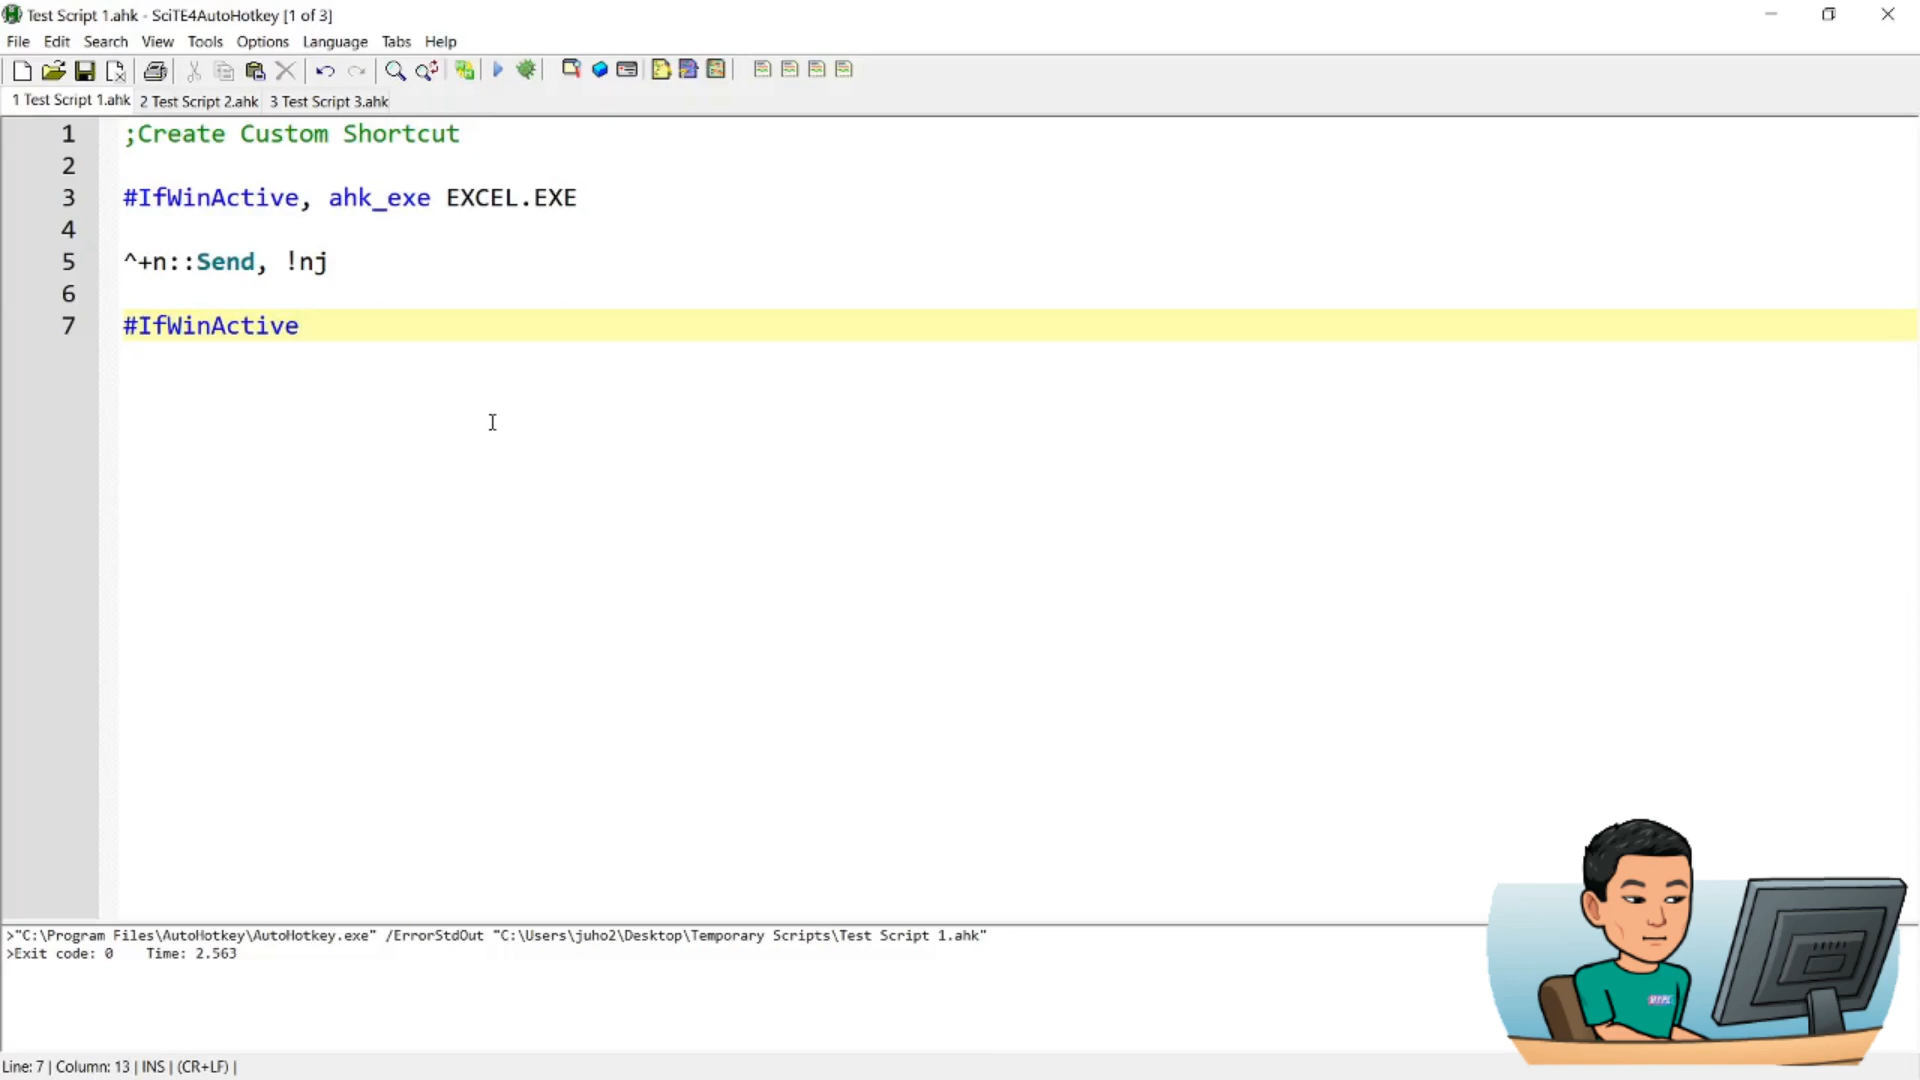 Test Script 1.ahk - SciTE4AutoHotkey [1 of 3]
File Edit Search View Tools Options Language Tabs Help
1 Test Script 1.ahk 2 Test Script 2.ahk 3 Test Script 3.ahk
1 ;Create Custom Shortcut
2
3 #IfWinActive, ahk_exe EXCEL.EXE
4
5 ^+n::Send, !nj
6
7 #IfWinActive
>"C:\Program Files\AutoHotkey\AutoHotkey.exe" /ErrorStdOut "C:\Users\juho2\Desktop\Temporary Scripts\Test Script 1.ahk"
>Exit code: 0 Time: 2.563
Line: 7 | Column: 13 | INS | (CR+LF) |